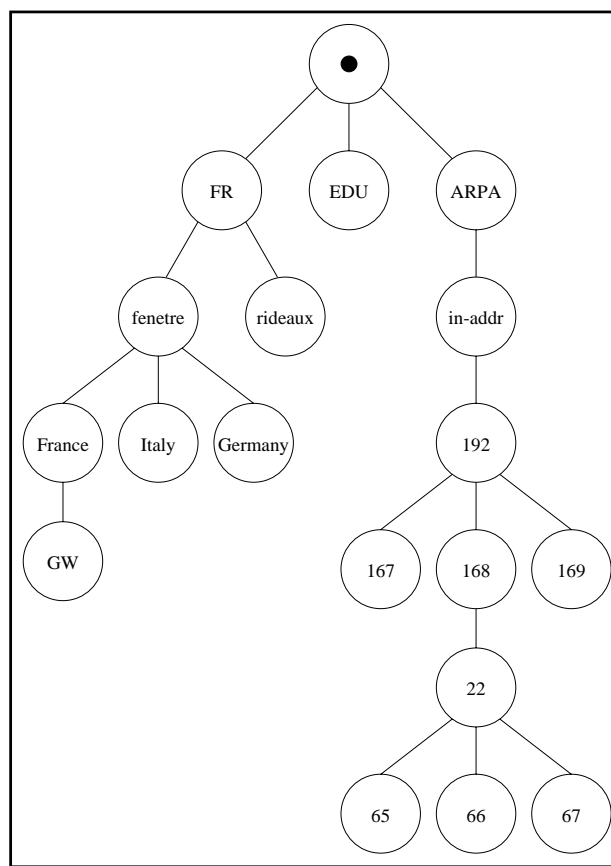 FR EDU ARPA
fenetre rideaux in-addr
France Italy Germany 192
GW 167 168 169
22
65 66 67